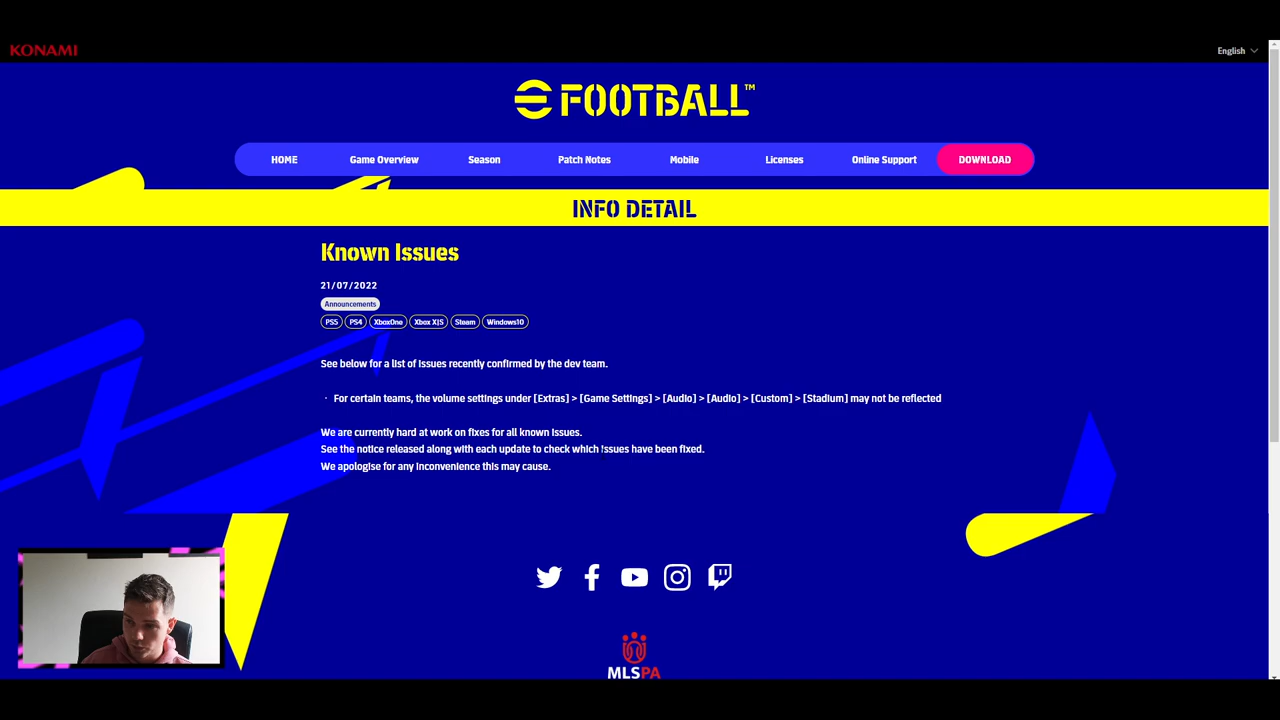 KONAMI
English
FOOTBALL™
HOME Game Overview Season Patch Notes Mobile Licenses Online Support DOWNLOAD
INFO DETAIL
Known Issues
21/07/2022
Announcements
PS5 PS4 XboxOne Xbox X|S Steam Windows10
See below for a list of issues recently confirmed by the dev team.
・ For certain teams, the volume settings under [Extras] > [Game Settings] > [Audio] > [Audio] > [Custom] > [Stadium] may not be reflected
We are currently hard at work on fixes for all known issues.
See the notice released along with each update to check which issues have been fixed.
We apologise for any inconvenience this may cause.
MLSPA